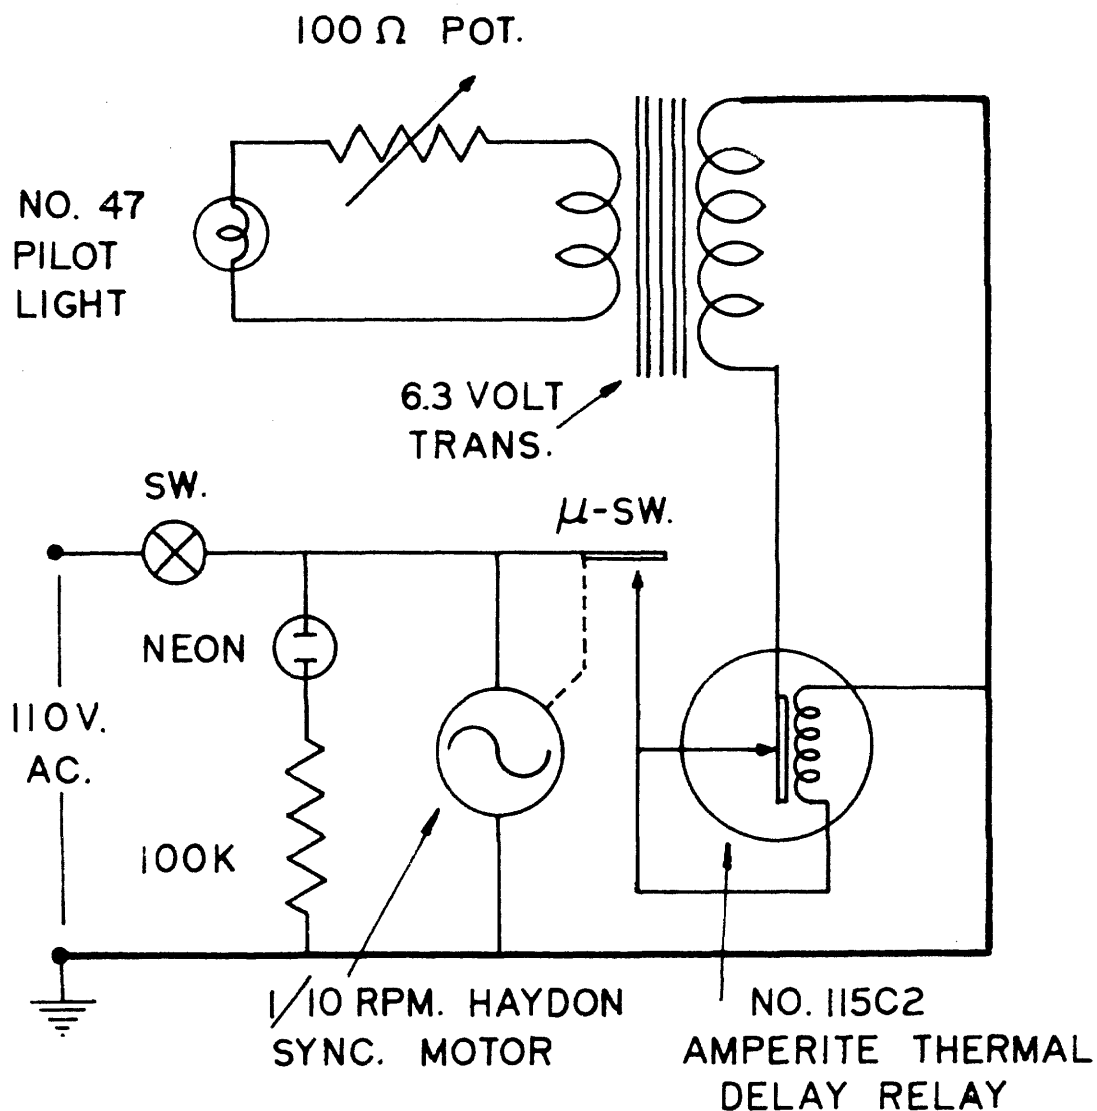 100 Ω POT.
NO. 47
PILOT
LIGHT
6.3 VOLT
TRANS.
SW.
μ-SW.
NEON
110V.
AC.
100K
1/10 RPM. HAYDON
SYNC. MOTOR
NO. 115C2
AMPERITE THERMAL
DELAY RELAY